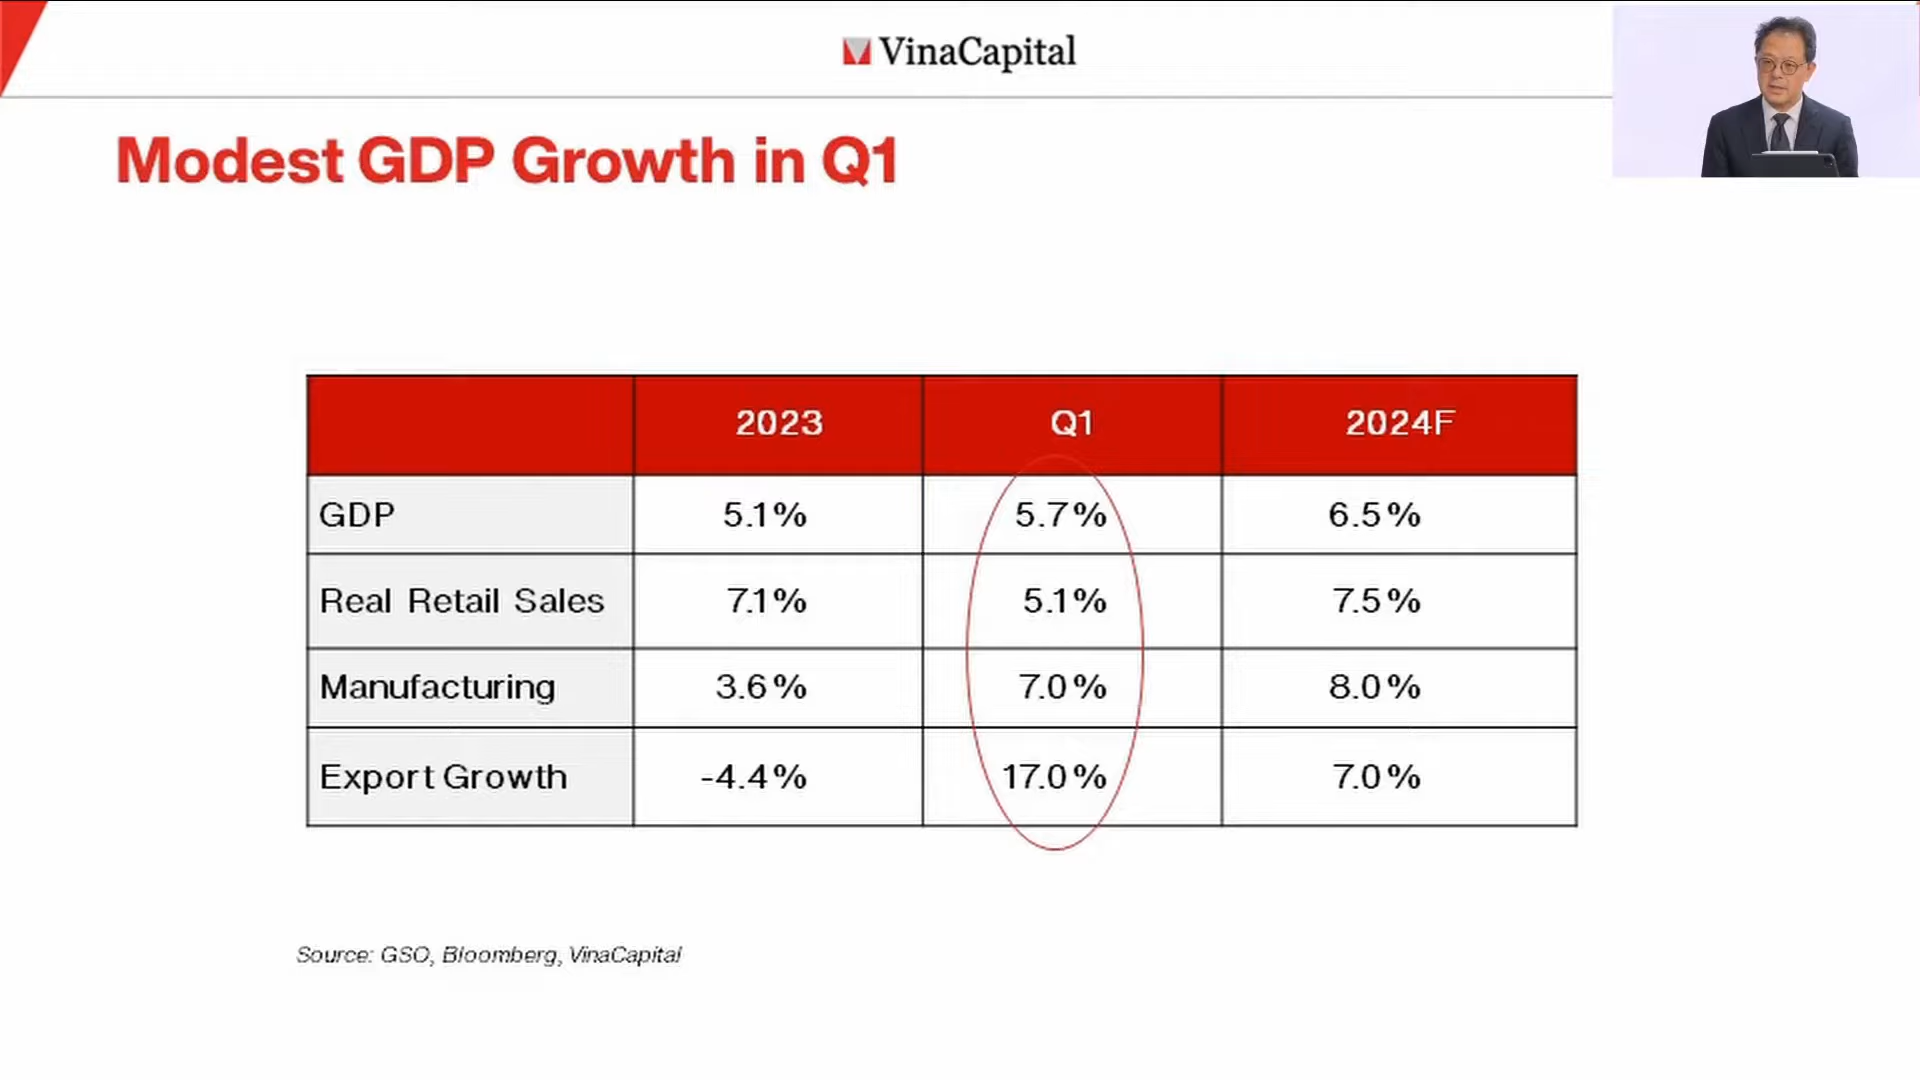 VinaCapital
Modest GDP Growth in Q1
2023 Q1 2024F
GDP 5.1% 5.7% 6.5%
Real Retail Sales 7.1% 5.1% 7.5%
Manufacturing 3.6% 7.0% 8.0%
Export Growth -4.4% 17.0% 7.0%
Source: GSO, Bloomberg, VinaCapital